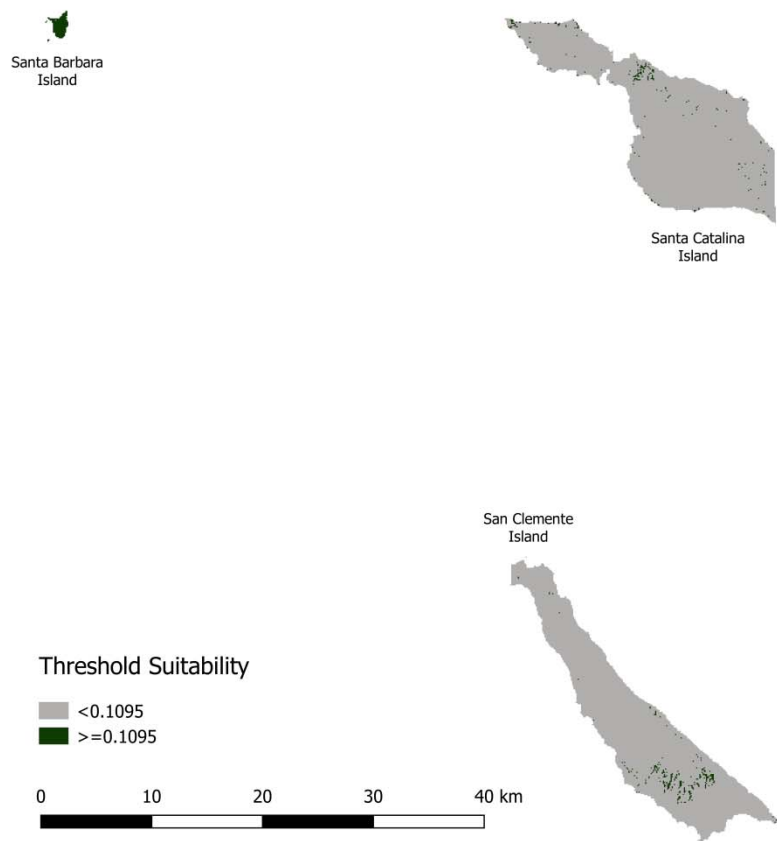 Santa Barbara
Island
Santa Catalina
Island
San Clemente
Island
Threshold Suitability
<0.1095
>=0.1095
0 10 20 30 40 km